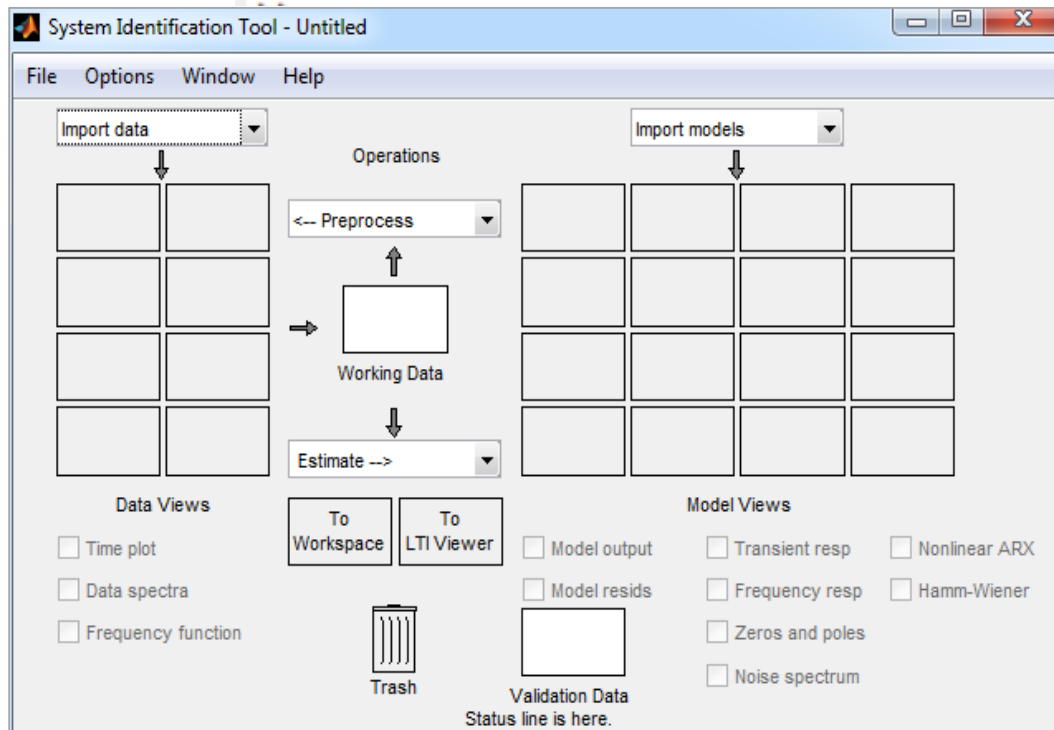 System Identification Tool - Untitled
File Options Window Help
Import data
Import models
Operations
<-- Preprocess
Working Data
Estimate -->
Data Views
Model Views
To Workspace
To LTI Viewer
Time plot
Data spectra
Frequency function
Model output
Transient resp
Nonlinear ARX
Model resids
Frequency resp
Hamm-Wiener
Zeros and poles
Noise spectrum
Trash
Validation Data
Status line is here.